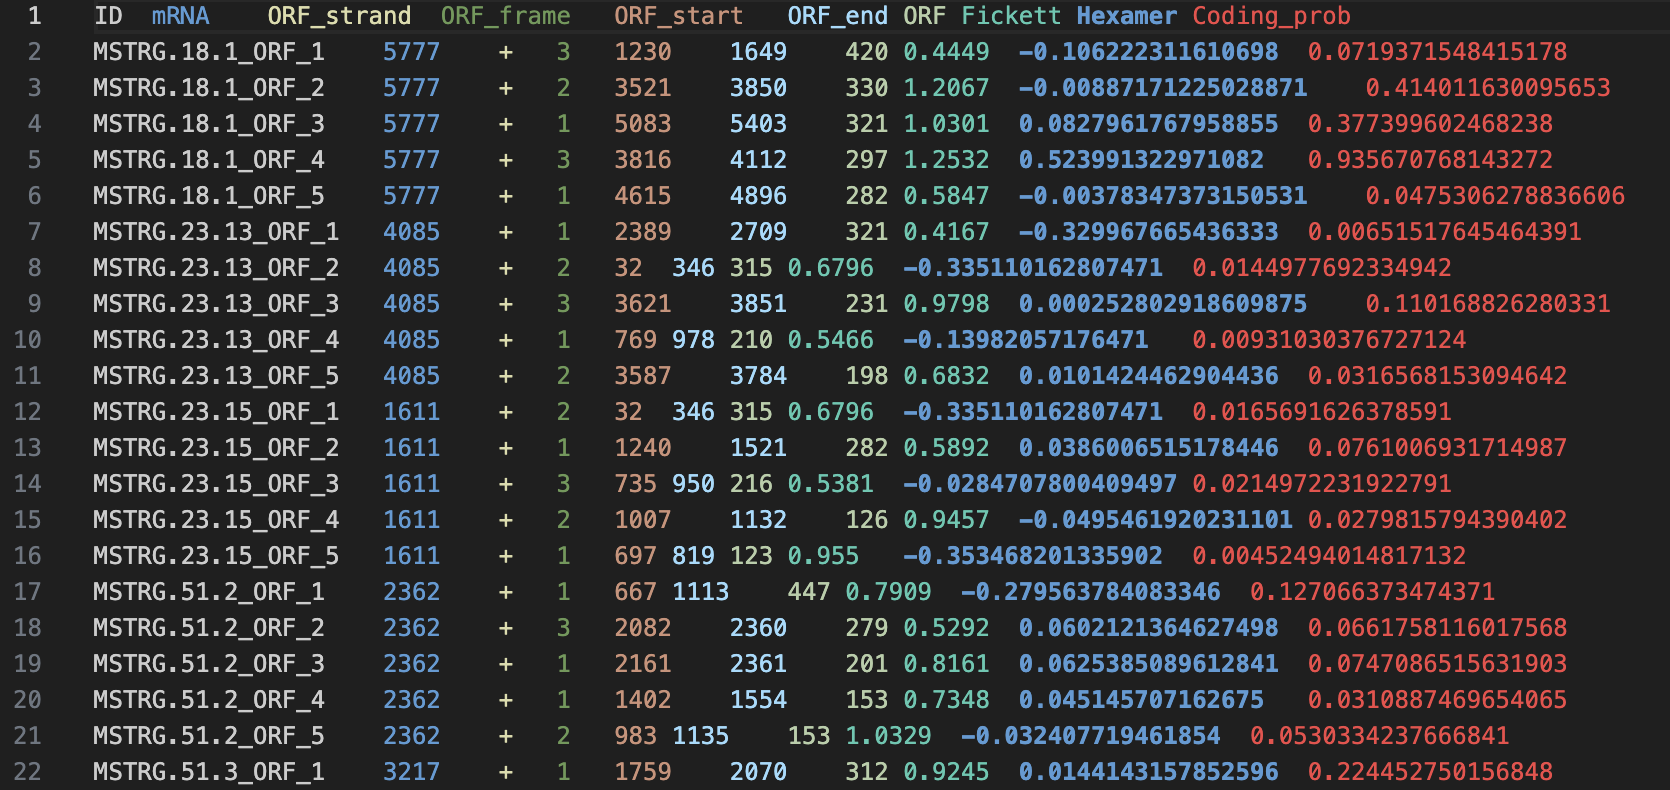 1 ID mRNA ORF_strand ORF_frame ORF_start ORF_end ORF Fickett Hexamer Coding_prob
2 MSTRG.18.1_ORF_1 5777 + 3 1230 1649 420 0.4449 -0.106222311610698 0.0719371548415178
3 MSTRG.18.1_ORF_2 5777 + 2 3521 3850 330 1.2067 -0.00887171225028871 0.414011630095653
4 MSTRG.18.1_ORF_3 5777 + 1 5083 5403 321 1.0301 0.0827961767958855 0.377399602468238
5 MSTRG.18.1_ORF_4 5777 + 3 3816 4112 297 1.2532 0.523991322971082 0.935670768143272
6 MSTRG.18.1_ORF_5 5777 + 1 4615 4896 282 0.5847 -0.00378347373150531 0.0475306278836606
7 MSTRG.23.13_ORF_1 4085 + 1 2389 2709 321 0.4167 -0.329967665436333 0.00651517645464391
8 MSTRG.23.13_ORF_2 4085 + 2 32 346 315 0.6796 -0.335110162807471 0.0144977692334942
9 MSTRG.23.13_ORF_3 4085 + 3 3621 3851 231 0.9798 0.000252802918609875 0.110168826280331
10 MSTRG.23.13_ORF_4 4085 + 1 769 978 210 0.5466 -0.13982057176471 0.00931030376727124
11 MSTRG.23.13_ORF_5 4085 + 2 3587 3784 198 0.6832 0.0101424462904436 0.0316568153094642
12 MSTRG.23.15_ORF_1 1611 + 2 32 346 315 0.6796 -0.335110162807471 0.0165691626378591
13 MSTRG.23.15_ORF_2 1611 + 1 1240 1521 282 0.5892 0.0386006515178446 0.0761006931714987
14 MSTRG.23.15_ORF_3 1611 + 3 735 950 216 0.5381 -0.0284707800409497 0.0214972231922791
15 MSTRG.23.15_ORF_4 1611 + 2 1007 1132 126 0.9457 -0.0495461920231101 0.0279815794390402
16 MSTRG.23.15_ORF_5 1611 + 1 697 819 123 0.955 -0.353468201335902 0.00452494014817132
17 MSTRG.51.2_ORF_1 2362 + 1 667 1113 447 0.7909 -0.279563784083346 0.127066373474371
18 MSTRG.51.2_ORF_2 2362 + 3 2082 2360 279 0.5292 0.0602121364627498 0.0661758116017568
19 MSTRG.51.2_ORF_3 2362 + 1 2161 2361 201 0.8161 0.0625385089612841 0.0747086515631903
20 MSTRG.51.2_ORF_4 2362 + 1 1402 1554 153 0.7348 0.045145707162675 0.0310887469654065
21 MSTRG.51.2_ORF_5 2362 + 2 983 1135 153 1.0329 -0.032407719461854 0.0530334237666841
22 MSTRG.51.3_ORF_1 3217 + 1 1759 2070 312 0.9245 0.0144143157852596 0.224452750156848